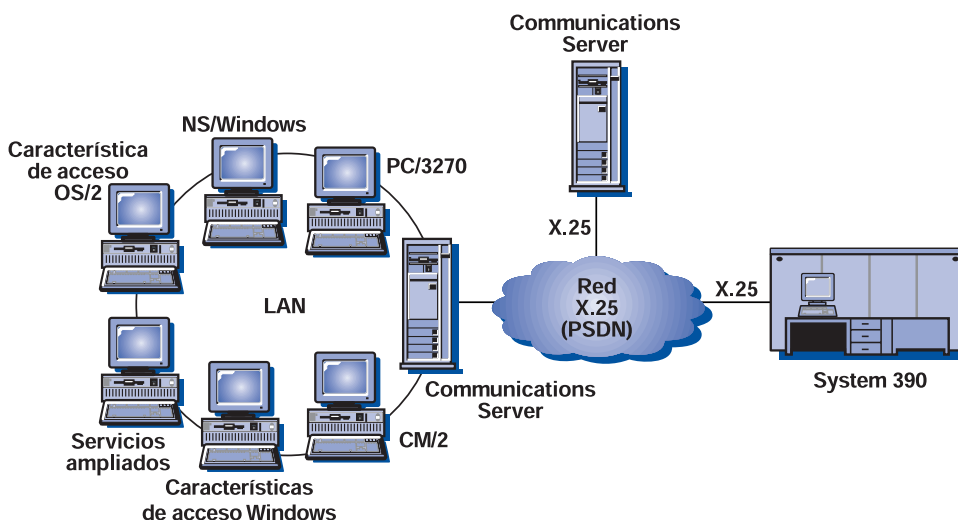 Communications
Server
NS/Windows
Característica
de acceso
OS/2
PC/3270
X.25
LAN
Red
X.25
(PSDN)
X.25
System 390
Communications
Server
CM/2
Servicios
ampliados
Características
de acceso Windows